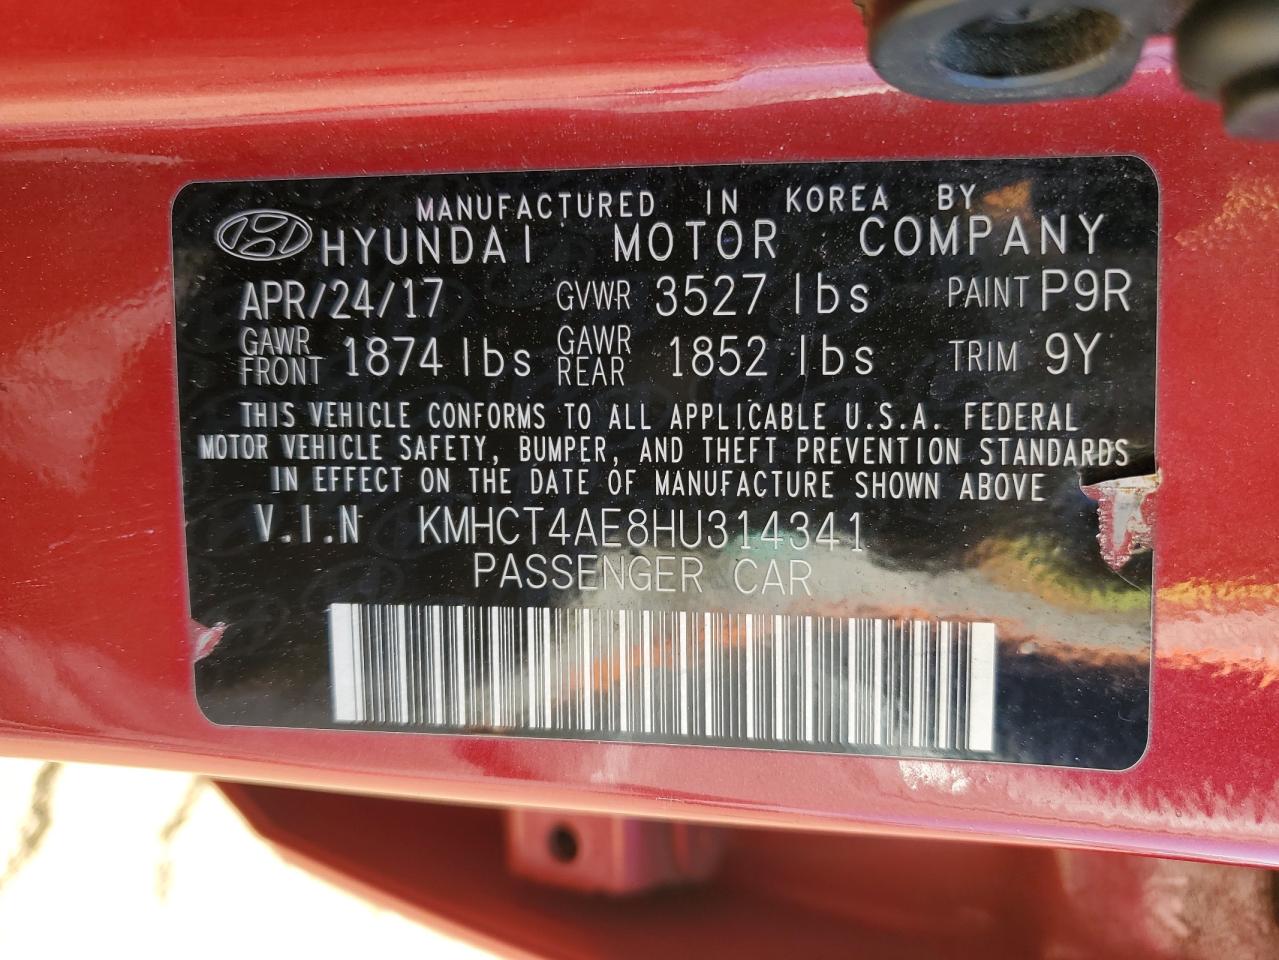 MANUFACTURED IN KOREA BY
HYUNDAI MOTOR COMPANY
APR/24/17 GVWR 3527 lbs PAINT P9R
GAWR FRONT 1874 lbs GAWR REAR 1852 lbs TRIM 9Y
THIS VEHICLE CONFORMS TO ALL APPLICABLE U.S.A. FEDERAL
MOTOR VEHICLE SAFETY, BUMPER, AND THEFT PREVENTION STANDARDS
IN EFFECT ON THE DATE OF MANUFACTURE SHOWN ABOVE
V.I.N KMHCT4AE8HU314341
PASSENGER CAR